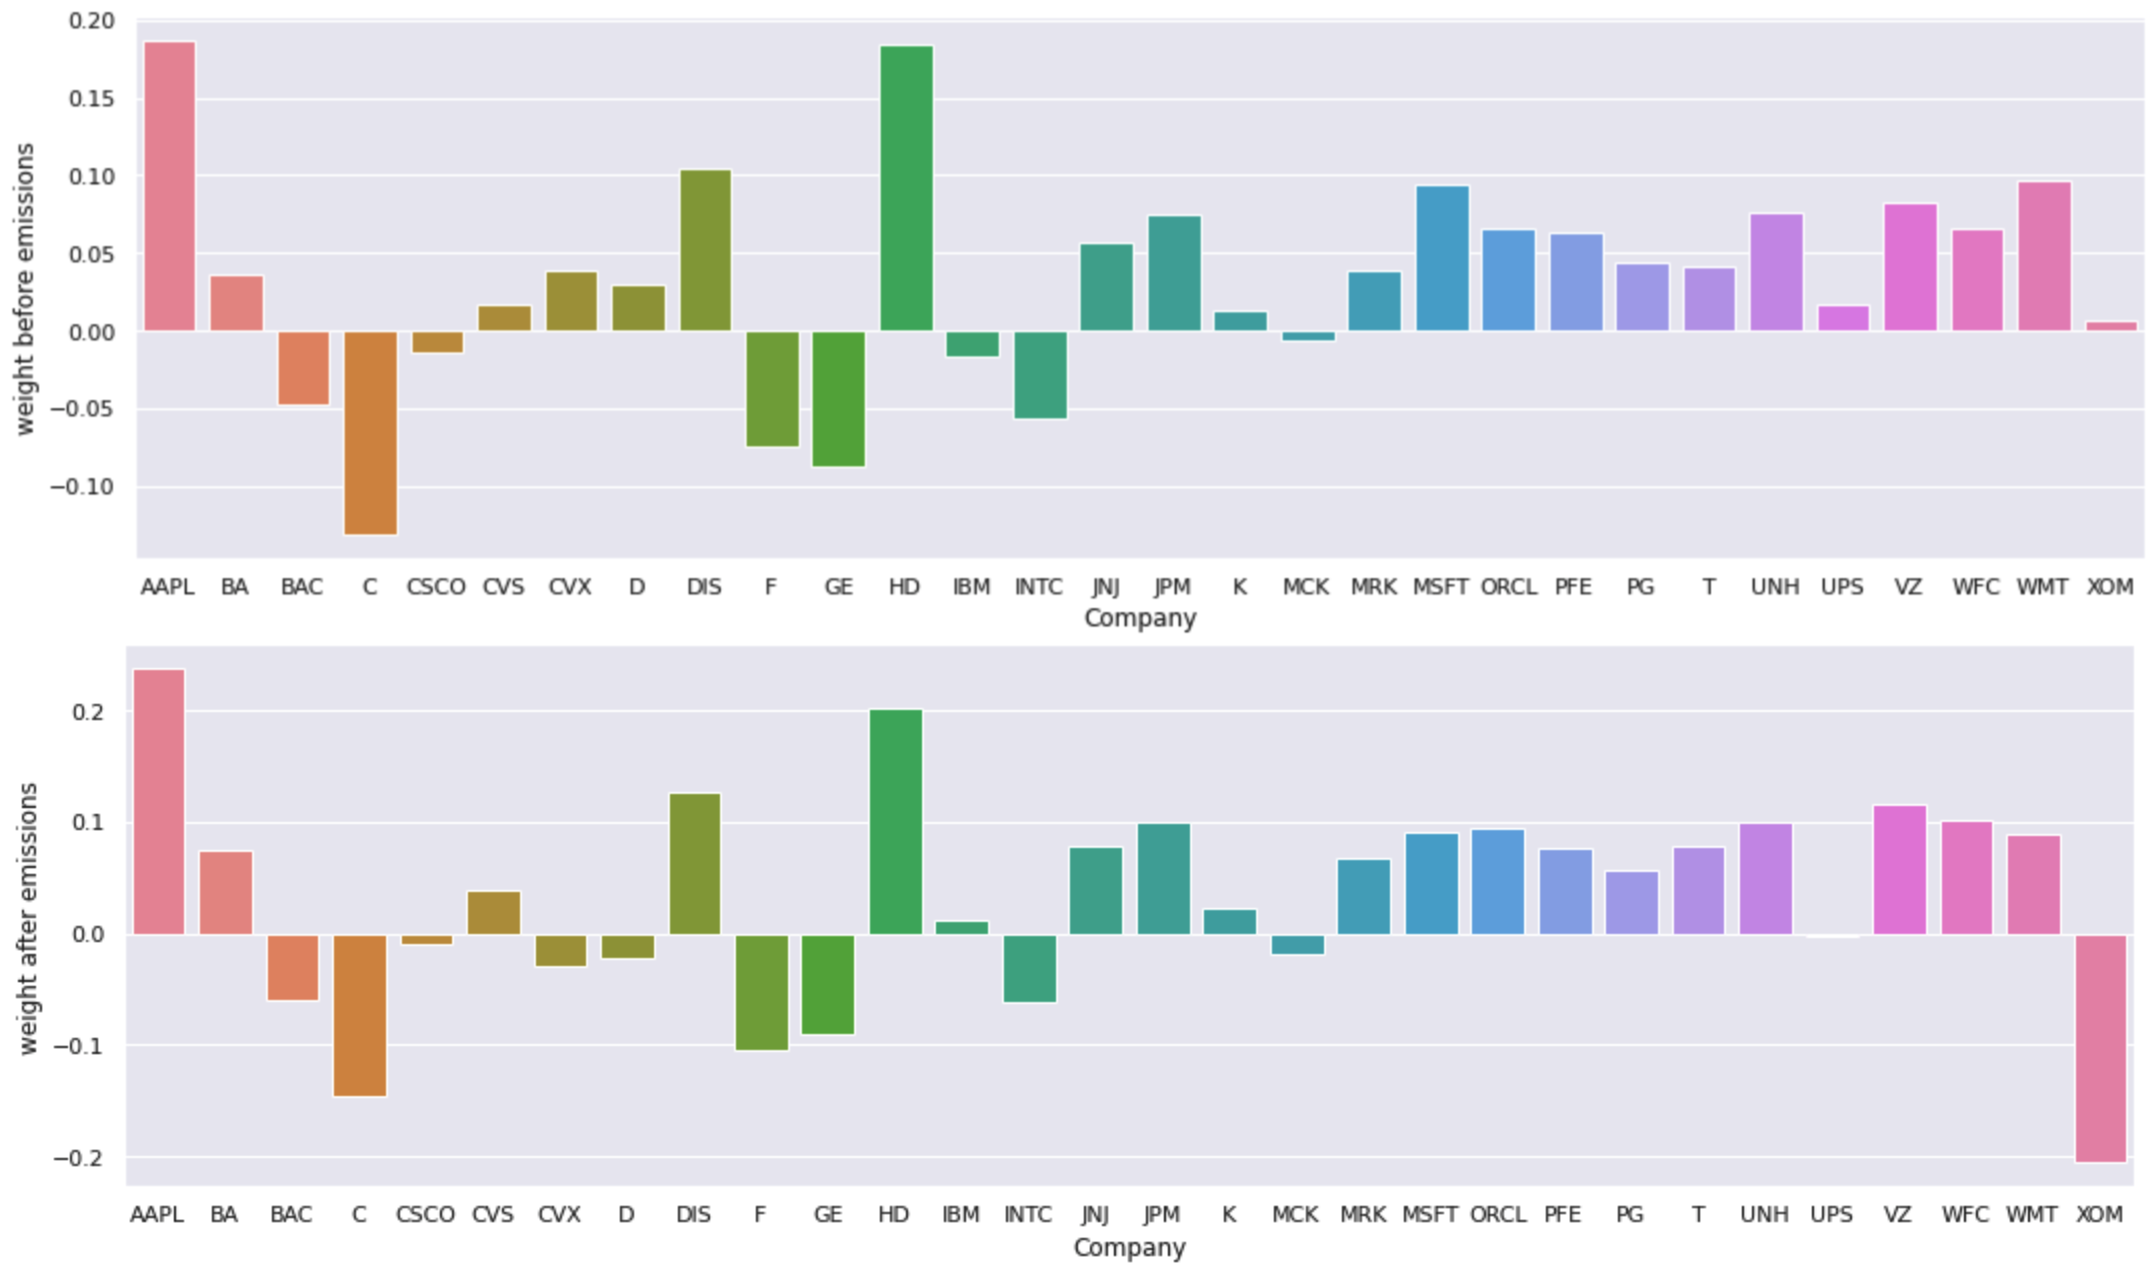 weight before emissions
0.20
0.15
0.10
0.05
0.00
−0.05
−0.10
AAPL BA BAC C CSCO CVS CVX D DIS F GE HD IBM INTC JNJ JPM K MCK MRK MSFT ORCL PFE PG T UNH UPS VZ WFC WMT XOM
Company
weight after emissions
0.2
0.1
0.0
−0.1
−0.2
AAPL BA BAC C CSCO CVS CVX D DIS F GE HD IBM INTC JNJ JPM K MCK MRK MSFT ORCL PFE PG T UNH UPS VZ WFC WMT XOM
Company